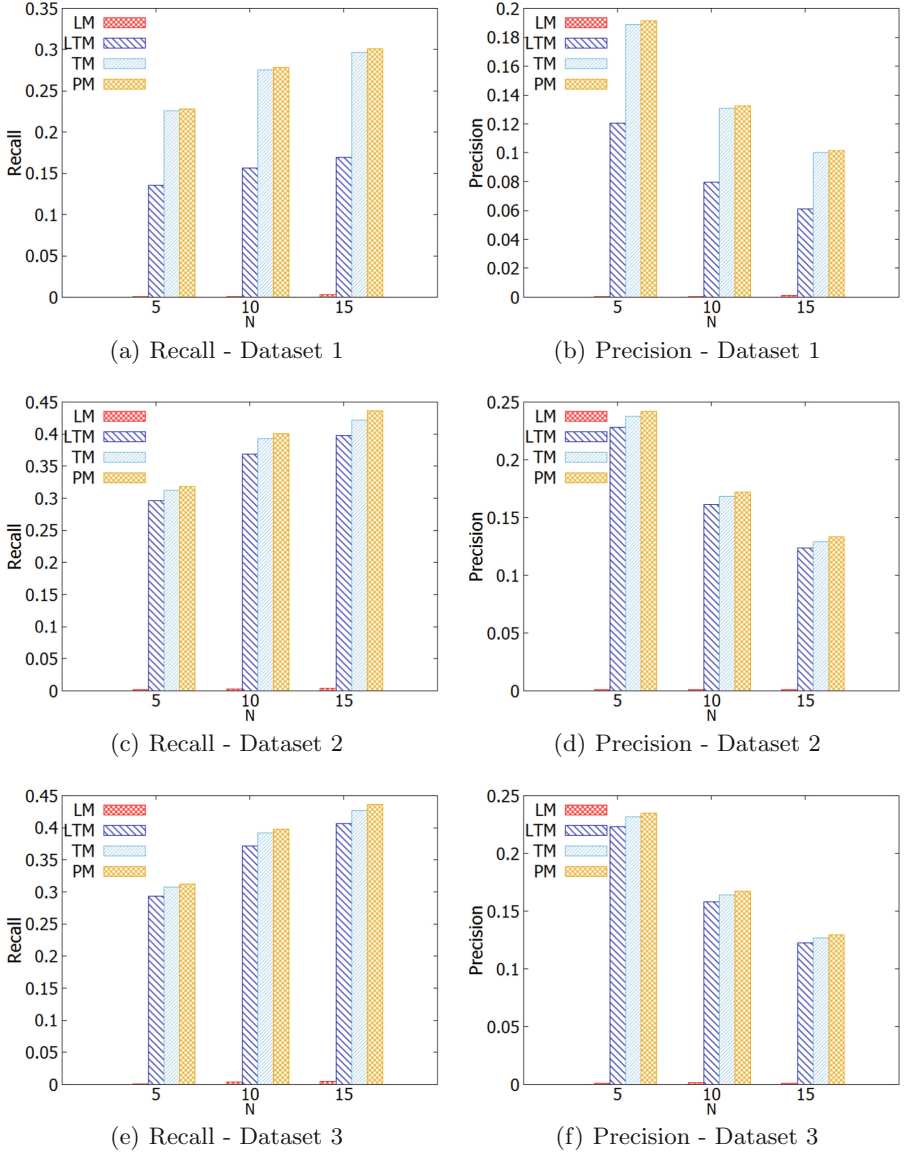 0.35
0.3
0.25
0.2
0.15
0.1
0.05
0
Recall
LM
LTM
TM
PM
5 10 15
N
(a) Recall - Dataset 1
0.2
0.18
0.16
0.14
0.12
0.1
0.08
0.06
0.04
0.02
0
Precision
LM
LTM
TM
PM
5 10 15
N
(b) Precision - Dataset 1
0.45
0.4
0.35
0.3
0.25
0.2
0.15
0.1
0.05
0
Recall
LM
LTM
TM
PM
5 10 15
N
(c) Recall - Dataset 2
0.25
0.2
0.15
0.1
0.05
0
Precision
LM
LTM
TM
PM
5 10 15
N
(d) Precision - Dataset 2
0.45
0.4
0.35
0.3
0.25
0.2
0.15
0.1
0.05
0
Recall
LM
LTM
TM
PM
5 10 15
N
(e) Recall - Dataset 3
0.25
0.2
0.15
0.1
0.05
0
Precision
LM
LTM
TM
PM
5 10 15
N
(f) Precision - Dataset 3